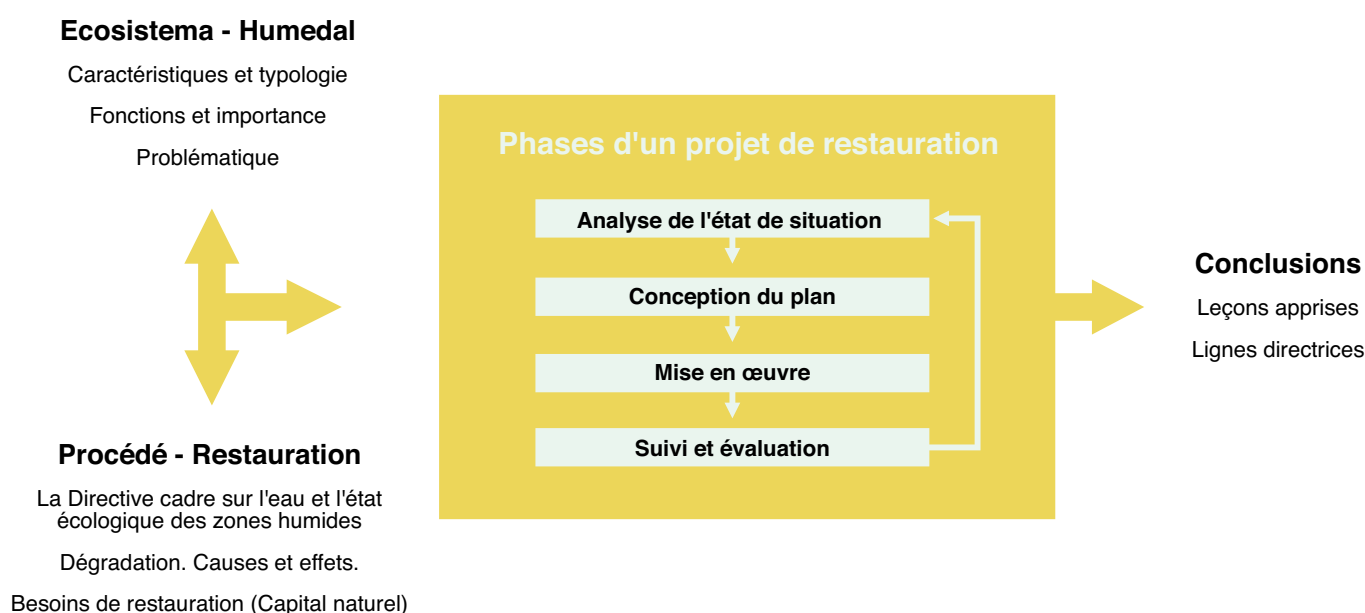 Ecosistema - Humedal
Caractéristiques et typologie
Fonctions et importance
Problématique
Procédé - Restauration
La Directive cadre sur l'eau et l'état
écologique des zones humides
Dégradation. Causes et effets.
Besoins de restauration (Capital naturel)
Phases d'un projet de restauration
Analyse de l'état de situation
Conception du plan
Mise en œuvre
Suivi et évaluation
Conclusions
Leçons apprises
Lignes directrices